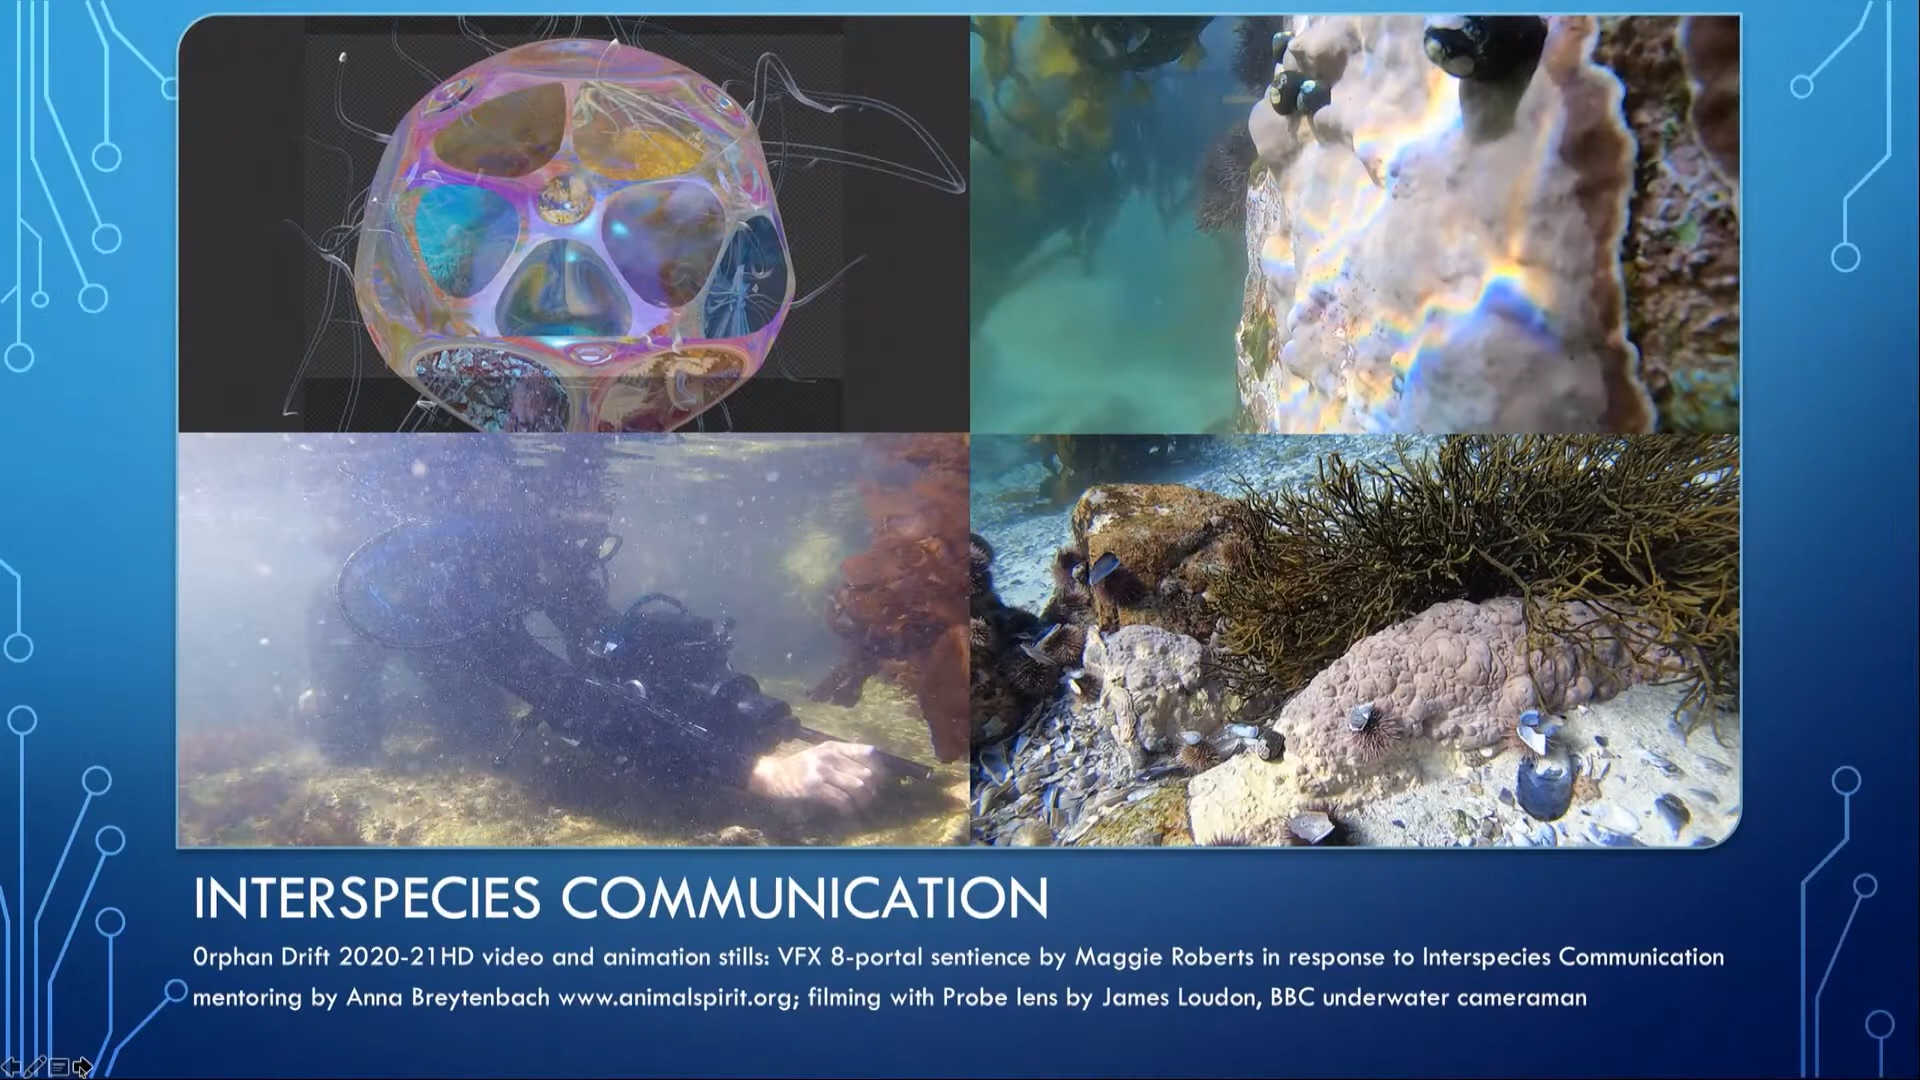 INTERSPECIES COMMUNICATION
0rphan Drift 2020-21HD video and animation stills: VFX 8-portal sentience by Maggie Roberts in response to Interspecies Communication
mentoring by Anna Breytenbach www.animalspirit.org; filming with Probe lens by James Loudon, BBC underwater cameraman